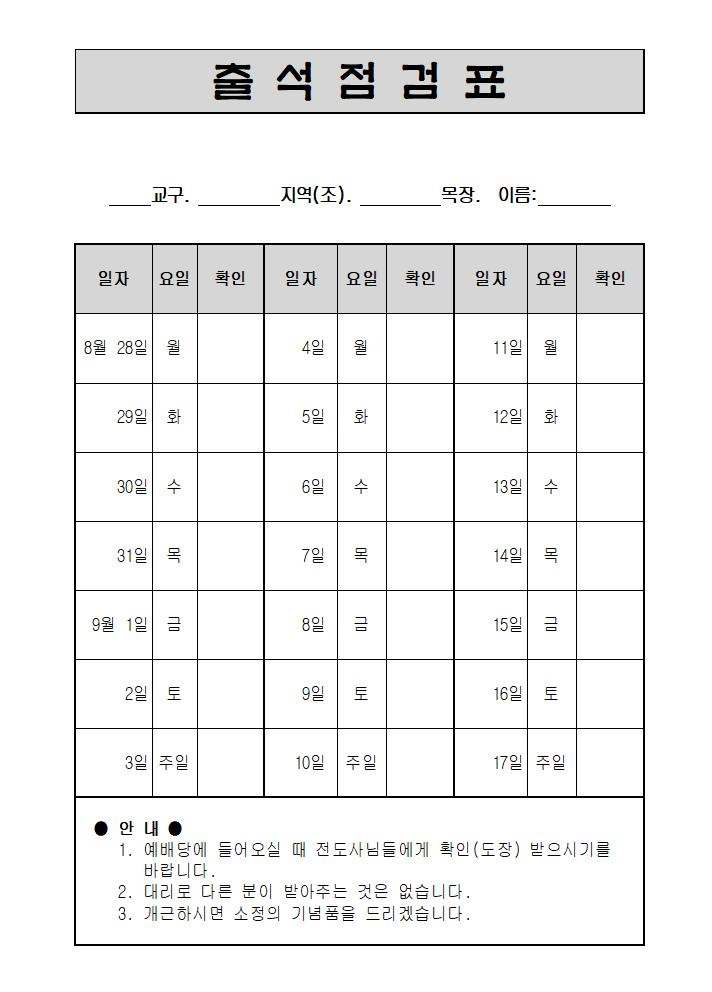 출 석 점 검 표
____교구. ________지역(조). ________목장. 이름:_______
일자 요일 확인 일자 요일 확인 일자 요일 확인
8월 28일 월 4일 월 11일 월
29일 화 5일 화 12일 화
30일 수 6일 수 13일 수
31일 목 7일 목 14일 목
9월 1일 금 8일 금 15일 금
2일 토 9일 토 16일 토
3일 주일 10일 주일 17일 주일
● 안 내 ●
1. 예배당에 들어오실 때 전도사님들에게 확인(도장) 받으시기를
바랍니다.
2. 대리로 다른 분이 받아주는 것은 없습니다.
3. 개근하시면 소정의 기념품을 드리겠습니다.